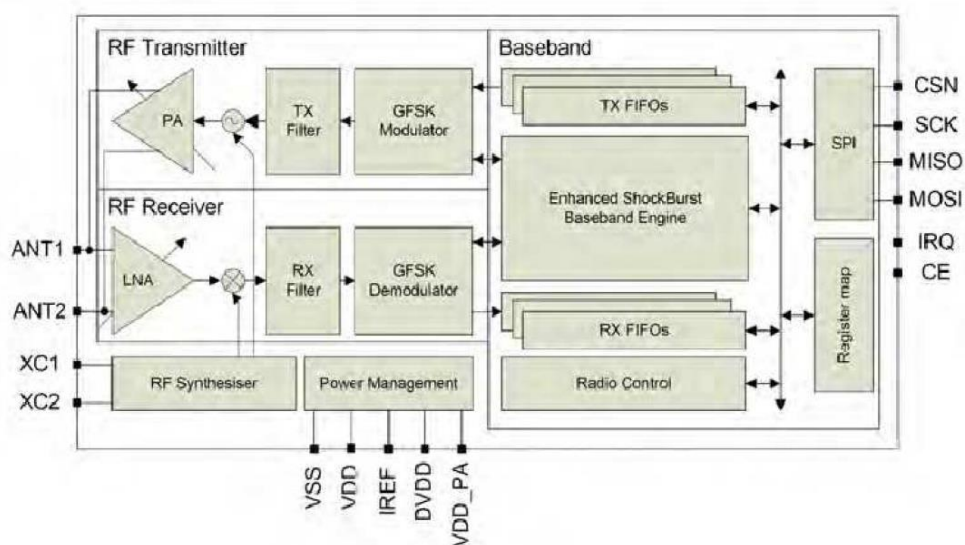 RF Transmitter
Baseband
PA
TX
Filter
GFSK
Modulator
TX FIFOs
SPI
CSN
SCK
MISO
MOSI
Enhanced ShockBurst
Baseband Engine
RF Receiver
ANT1
ANT2
LNA
RX
Filter
GFSK
Demodulator
RX FIFOs
Register map
IRQ
CE
XC1
XC2
RF Synthesiser
Power Management
Radio Control
VSS
VDD
IREF
DVDD
VDD_PA